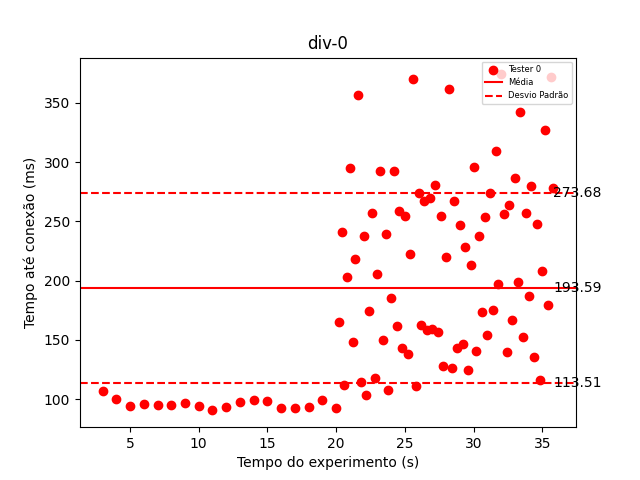 div-0
Tester 0
Média
Desvio Padrão
350
300
250
200
150
100
273.68
193.59
113.51
Tempo até conexão (ms)
5 10 15 20 25 30 35
Tempo do experimento (s)